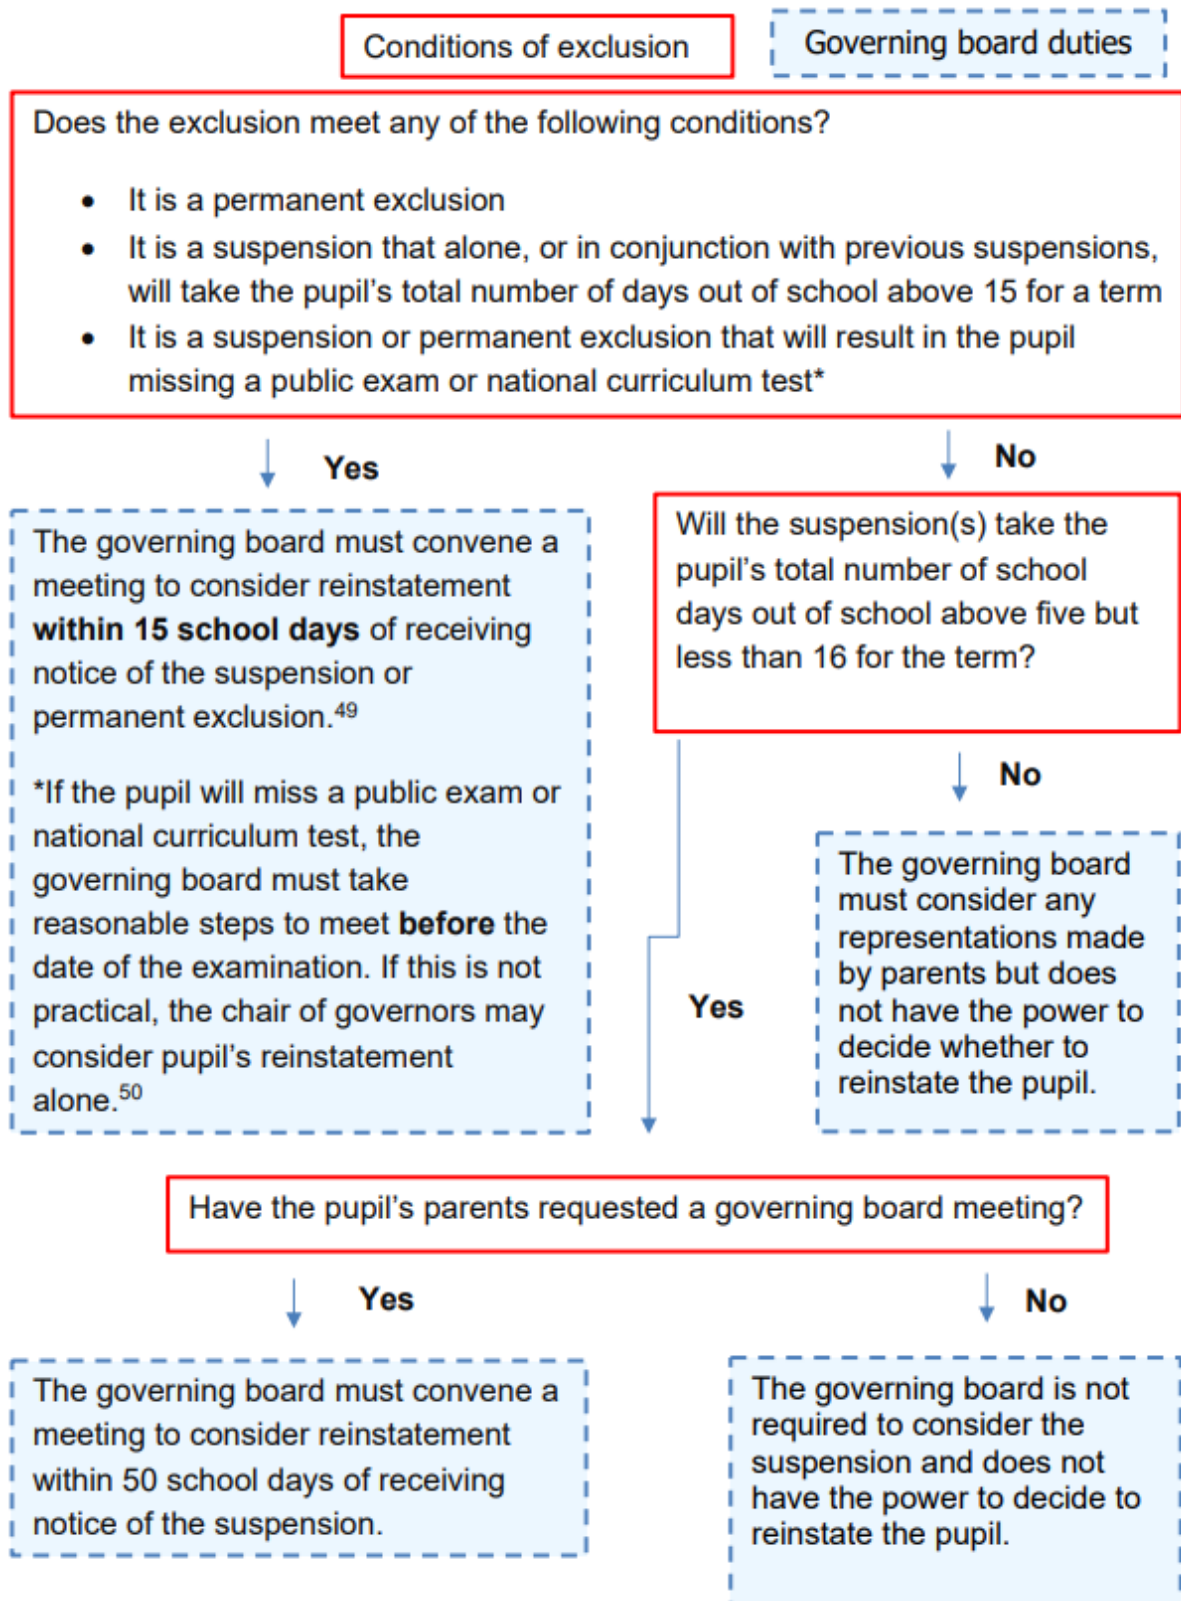 Conditions of exclusion
Governing board duties
Does the exclusion meet any of the following conditions?
• It is a permanent exclusion
• It is a suspension that alone, or in conjunction with previous suspensions,
will take the pupil's total number of days out of school above 15 for a term
• It is a suspension or permanent exclusion that will result in the pupil
missing a public exam or national curriculum test*
Yes
No
The governing board must convene a
meeting to consider reinstatement
within 15 school days of receiving
notice of the suspension or
permanent exclusion.49
*If the pupil will miss a public exam or
national curriculum test, the
governing board must take
reasonable steps to meet before the
date of the examination. If this is not
practical, the chair of governors may
consider pupil's reinstatement
alone.50
Will the suspension(s) take the
pupil's total number of school
days out of school above five but
less than 16 for the term?
No
The governing board
must consider any
representations made
by parents but does
not have the power to
decide whether to
reinstate the pupil.
Yes
Have the pupil's parents requested a governing board meeting?
Yes
No
The governing board must convene a
meeting to consider reinstatement
within 50 school days of receiving
notice of the suspension.
The governing board is not
required to consider the
suspension and does not
have the power to decide to
reinstate the pupil.